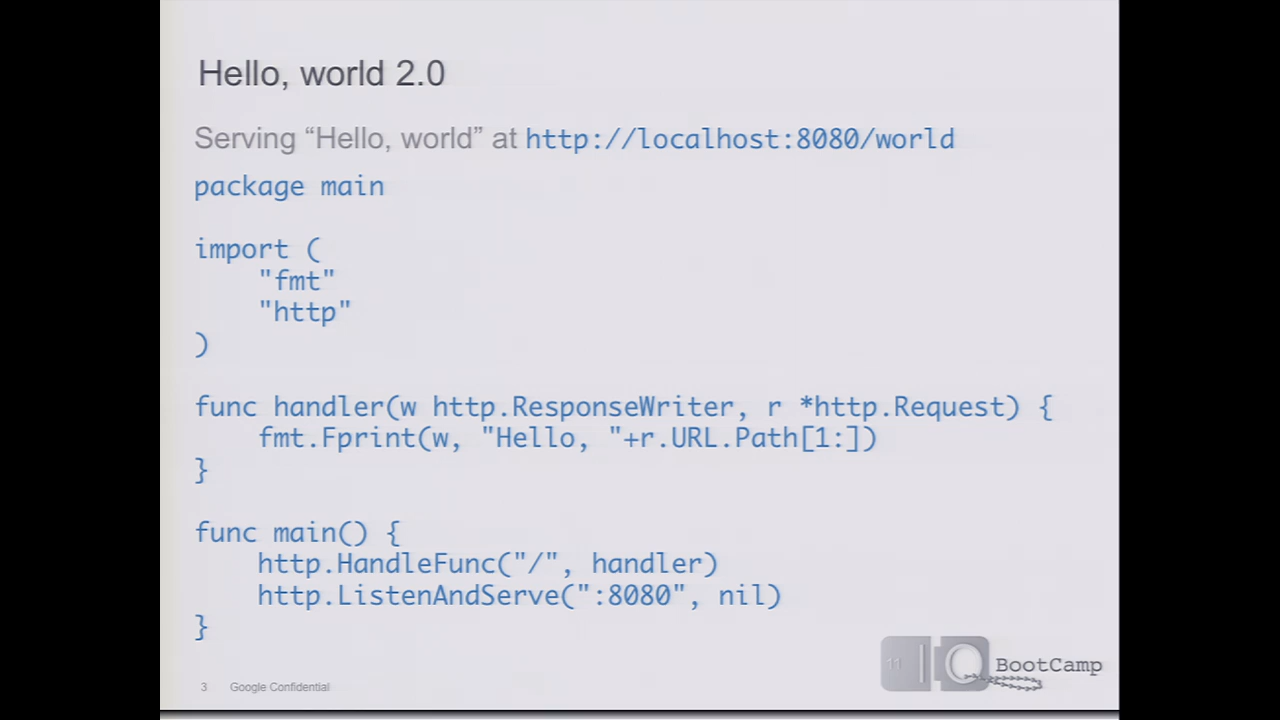 Hello, world 2.0
Serving “Hello, world” at http://localhost:8080/world
package main
import (
"fmt"
"http"
)
func handler(w http.ResponseWriter, r *http.Request) {
fmt.Fprint(w, "Hello, "+r.URL.Path[1:])
}
func main() {
http.HandleFunc("/", handler)
http.ListenAndServe(":8080", nil)
}
11 IO BootCamp
3 Google Confidential